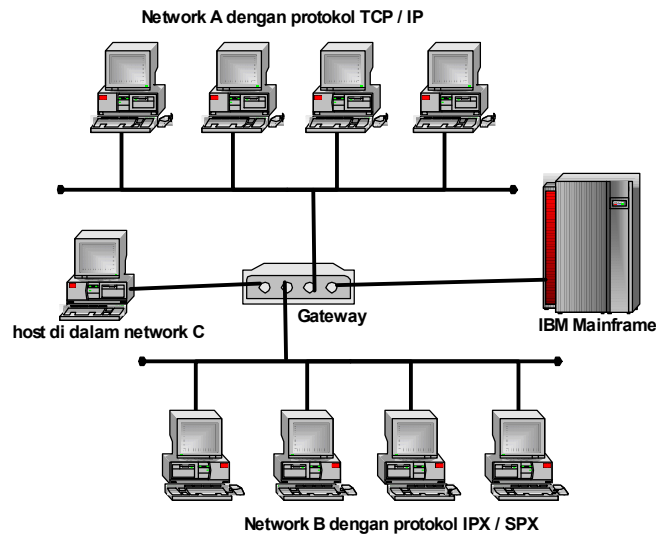 Network A dengan protokol TCP / IP
host di dalam network C
Gateway
IBM Mainframe
Network B dengan protokol IPX / SPX